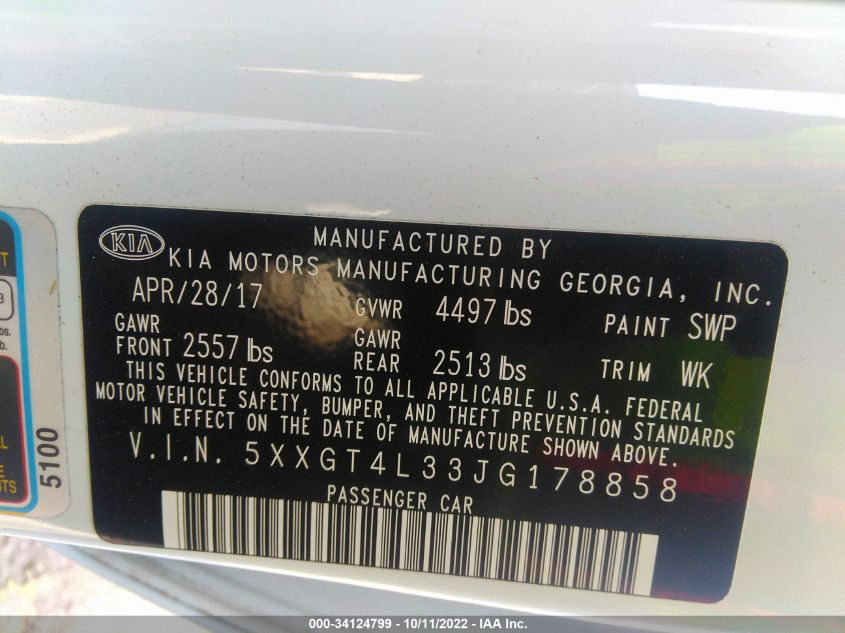 KIA
MANUFACTURED BY
KIA MOTORS MANUFACTURING GEORGIA, INC.
APR/28/17 GVWR 4497 lbs PAINT SWP
GAWR FRONT 2557 lbs GAWR REAR 2513 lbs TRIM WK
THIS VEHICLE CONFORMS TO ALL APPLICABLE U.S.A. FEDERAL
MOTOR VEHICLE SAFETY, BUMPER, AND THEFT PREVENTION STANDARDS
IN EFFECT ON THE DATE OF MANUFACTURE SHOWN ABOVE.
V.I.N. 5XXGT4L33JG178858
PASSENGER CAR
5100
000-34124799 - 10/11/2022 - IAA Inc.